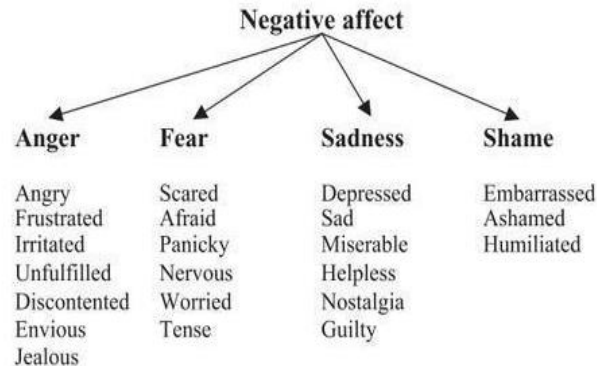 Negative affect
Anger Fear Sadness Shame
Angry Scared Depressed Embarrassed
Frustrated Afraid Sad Ashamed
Irritated Panicky Miserable Humiliated
Unfulfilled Nervous Helpless
Discontented Worried Nostalgia
Envious Tense Guilty
Jealous